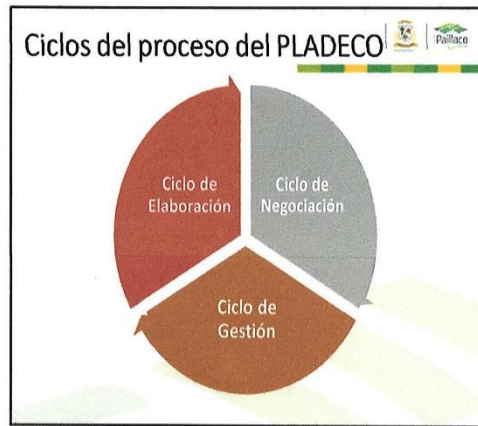 Ciclos del proceso del PLADECO
Paillaco
Ciclo de
Elaboración
Ciclo de
Negociación
Ciclo de
Gestión